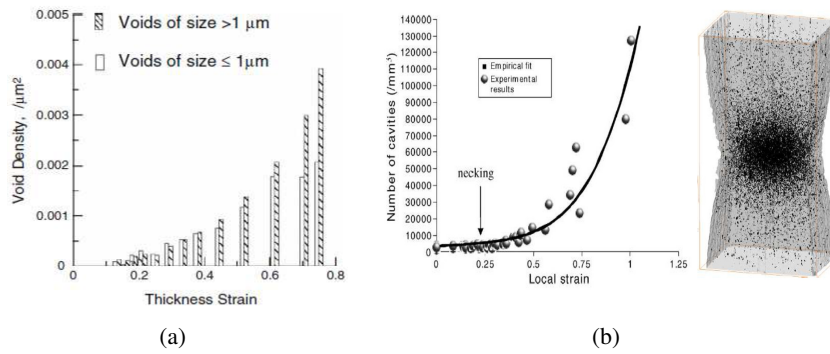 0.005
0.004
0.003
0.002
0.001
0
Void Density, /μm²
Voids of size >1 μm
Voids of size ≤ 1μm
0 0.2 0.4 0.6 0.8
Thickness Strain
(a)
140000
130000
120000
110000
100000
90000
80000
70000
60000
50000
40000
30000
20000
10000
0
Number of cavities (/mm³)
Empirical fit
Experimental
results
necking
0 0.25 0.5 0.75 1 1.25
Local strain
(b)